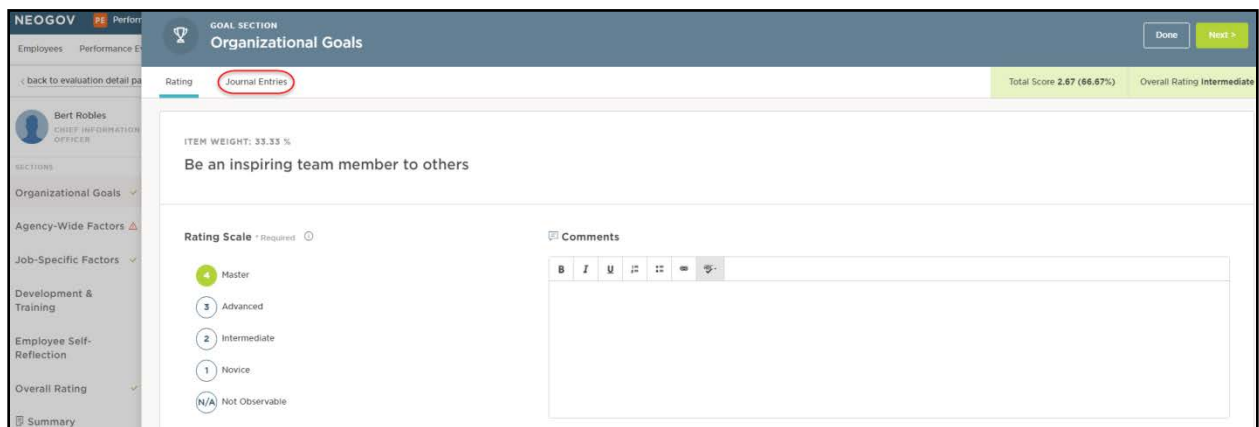 NEOGOV PE Perforr
Employees Performance E
< back to evaluation detail pa
Bert Robles
CHIEF INFORMATION
OFFICER
SECTIONS
Organizational Goals
Agency-Wide Factors
Job-Specific Factors
Development &
Training
Employee Self-
Reflection
Overall Rating
Summary
GOAL SECTION
Organizational Goals
Done Next >
Rating Journal Entries
Total Score 2.67 (66.67%) Overall Rating Intermediate
ITEM WEIGHT: 33.33 %
Be an inspiring team member to others
Rating Scale * Required
4 Master
3 Advanced
2 Intermediate
1 Novice
N/A Not Observable
Comments
B I U